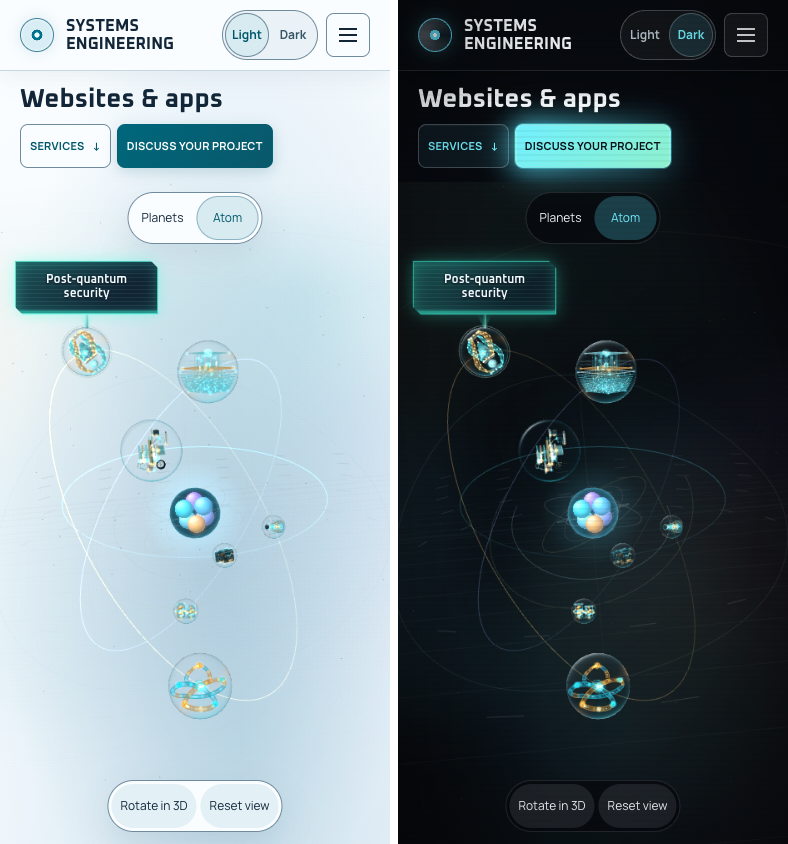 SYSTEMS
ENGINEERING
Light Dark
Websites & apps
SERVICES ↓ DISCUSS YOUR PROJECT
Planets Atom
Post-quantum
security
Rotate in 3D Reset view
SYSTEMS
ENGINEERING
Light Dark
Websites & apps
SERVICES ↓ DISCUSS YOUR PROJECT
Planets Atom
Post-quantum
security
Rotate in 3D Reset view